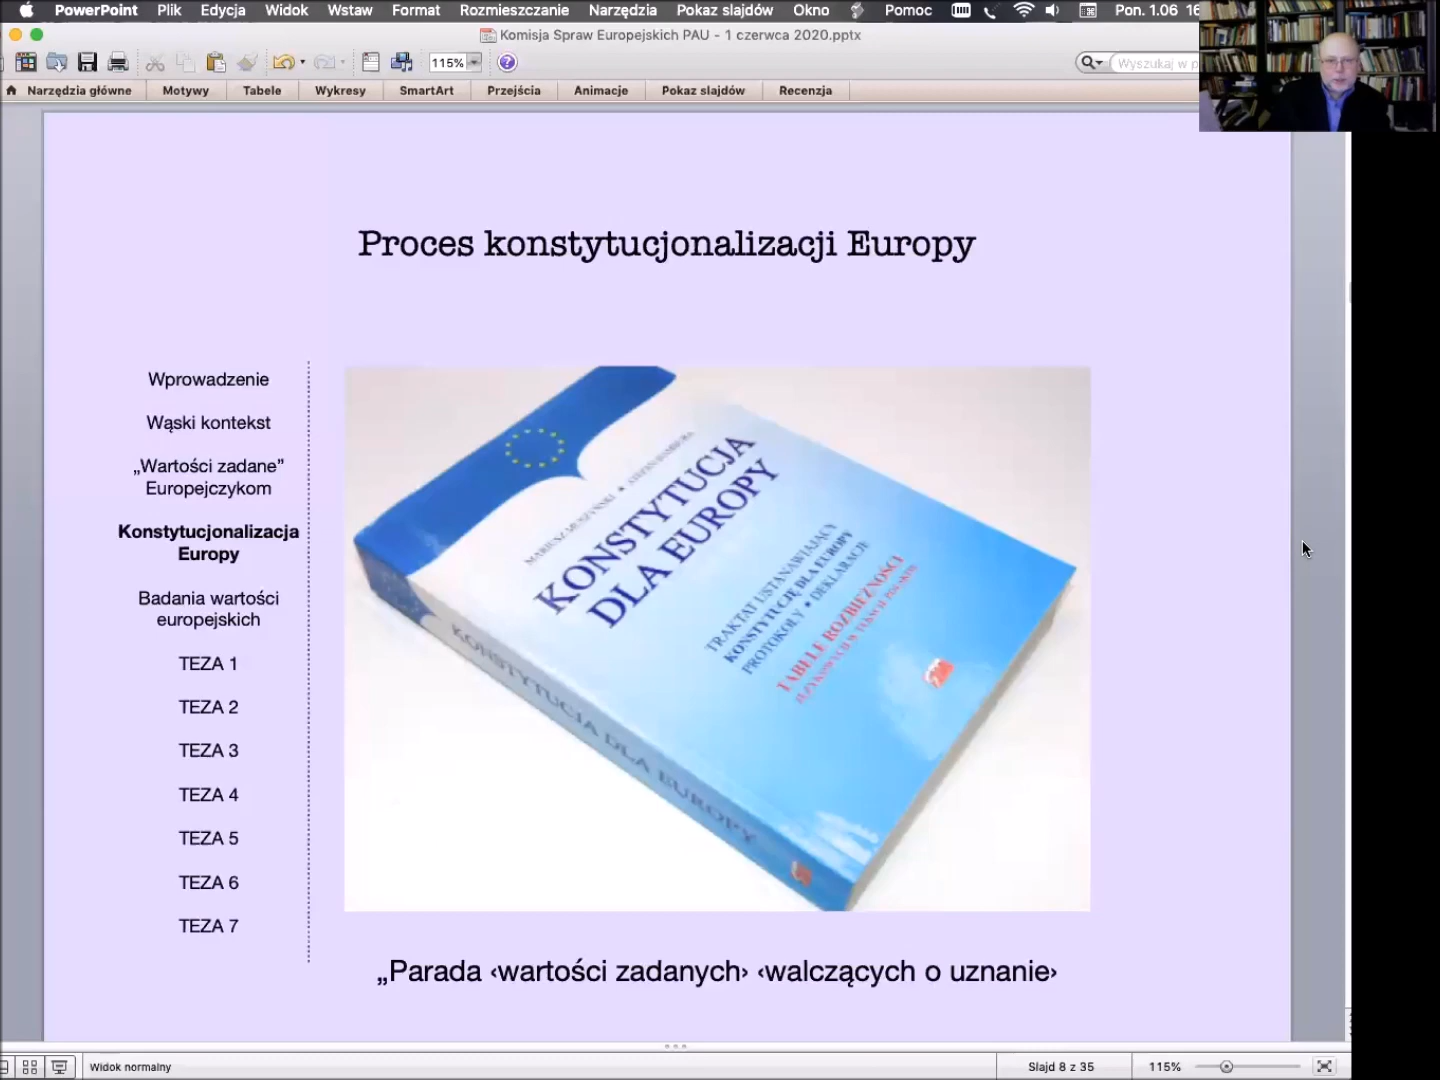 PowerPoint Plik Edycja Widok Wstaw Format Rozmieszczanie Narzędzia Pokaz slajdów Okno Pomoc Pon. 1.06 16
Komisja Spraw Europejskich PAU - 1 czerwca 2020.pptx
115%
Wyszukaj w p
Narzędzia główne Motywy Tabele Wykresy SmartArt Przejścia Animacje Pokaz slajdów Recenzja
Proces konstytucjonalizacji Europy
Wprowadzenie
Wąski kontekst
„Wartości zadane”
Europejczykom
Konstytucjonalizacja
Europy
Badania wartości
europejskich
TEZA 1
TEZA 2
TEZA 3
TEZA 4
TEZA 5
TEZA 6
TEZA 7
KONSTYTUCJA
DLA EUROPY
TRAKTAT USTANAWIAJĄCY
KONSTYTUCJĘ DLA EUROPY
PROTOKOŁY • DEKLARACJE
TABELE ROZBIEŻNOŚCI
KONSTYTUCJA DLA EUROPY
„Parada ‹wartości zadanych› ‹walczących o uznanie›
Widok normalny
Slajd 8 z 35
115%